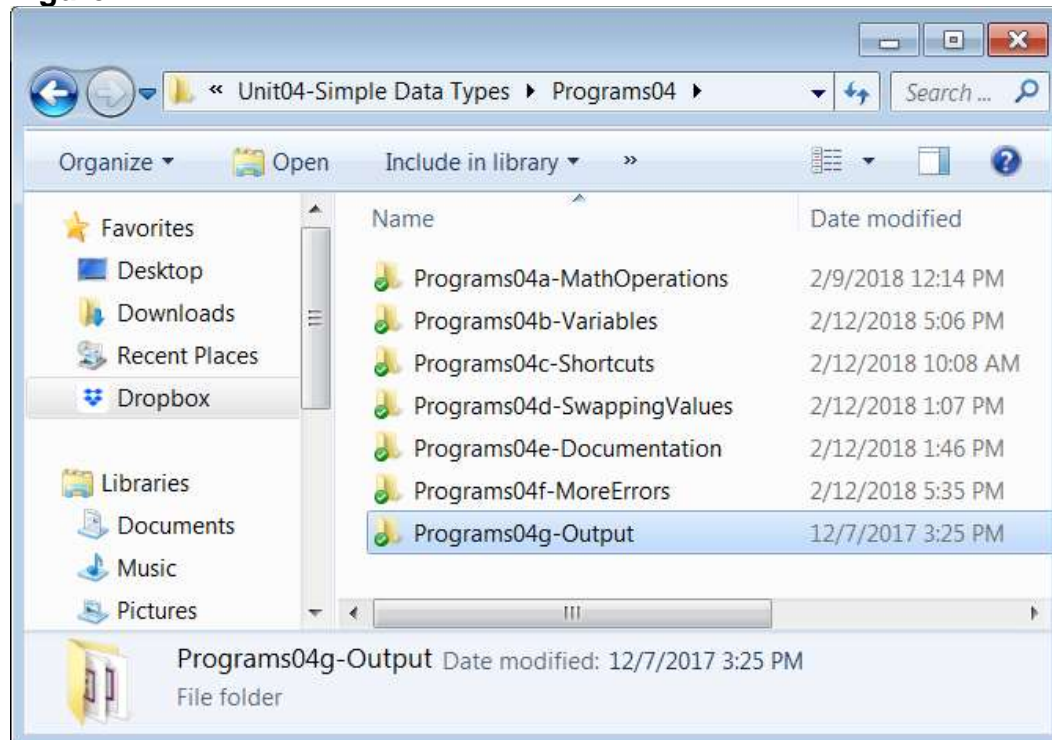 « Unit04-Simple Data Types ▸ Programs04 ▸ Search ...
Organize ▾ Open Include in library ▾ »
Favorites
Desktop
Downloads
Recent Places
Dropbox
Libraries
Documents
Music
Pictures
Name Date modified
Programs04a-MathOperations 2/9/2018 12:14 PM
Programs04b-Variables 2/12/2018 5:06 PM
Programs04c-Shortcuts 2/12/2018 10:08 AM
Programs04d-SwappingValues 2/12/2018 1:07 PM
Programs04e-Documentation 2/12/2018 1:46 PM
Programs04f-MoreErrors 2/12/2018 5:35 PM
Programs04g-Output 12/7/2017 3:25 PM
Programs04g-Output Date modified: 12/7/2017 3:25 PM
File folder